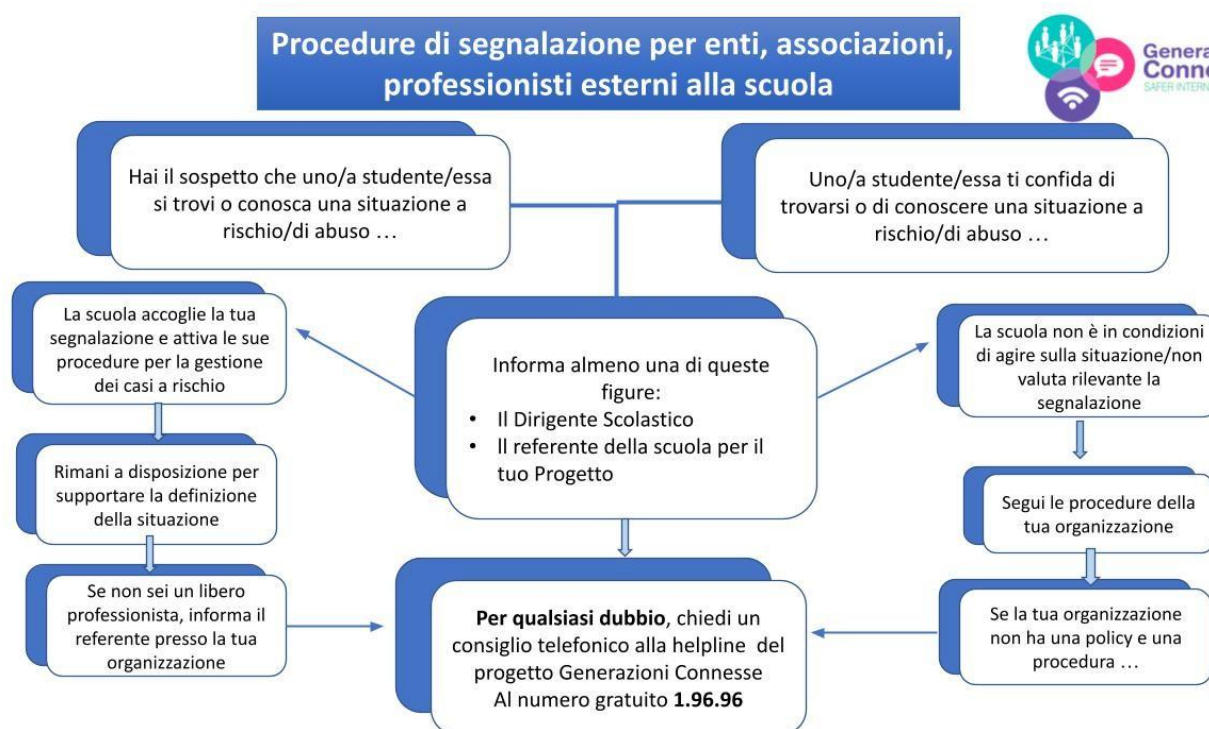 Procedure di segnalazione per enti, associazioni,
professionisti esterni alla scuola
Genera
Conne
SAFER INTERN
Hai il sospetto che uno/a studente/essa
si trovi o conosca una situazione a
rischio/di abuso …
Uno/a studente/essa ti confida di
trovarsi o di conoscere una situazione a
rischio/di abuso …
La scuola accoglie la tua
segnalazione e attiva le sue
procedure per la gestione
dei casi a rischio
Informa almeno una di queste
figure:
• Il Dirigente Scolastico
• Il referente della scuola per il
tuo Progetto
La scuola non è in condizioni
di agire sulla situazione/non
valuta rilevante la
segnalazione
Rimani a disposizione per
supportare la definizione
della situazione
Segui le procedure della
tua organizzazione
Se non sei un libero
professionista, informa il
referente presso la tua
organizzazione
Per qualsiasi dubbio, chiedi un
consiglio telefonico alla helpline del
progetto Generazioni Connesse
Al numero gratuito 1.96.96
Se la tua organizzazione
non ha una policy e una
procedura …